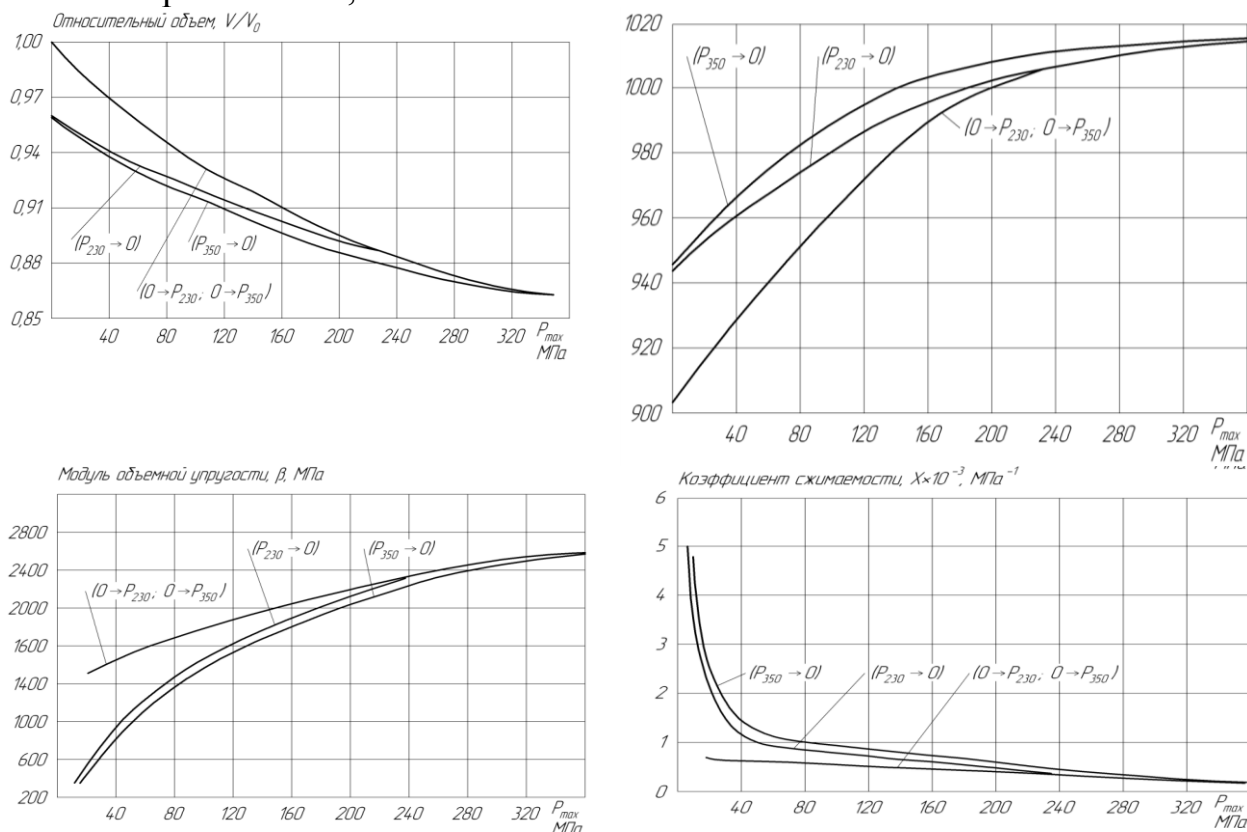 Относительный объем, V/V₀
1,00
0,97
0,94
0,91
0,88
0,85
(P₂₃₀ → 0)
(P₃₅₀ → 0)
(0→P₂₃₀; 0→P₃₅₀)
40 80 120 160 200 240 280 320 Pmax
МПа
1020
1000
980
960
940
920
900
(P₃₅₀ → 0)
(P₂₃₀ → 0)
(0→P₂₃₀; 0→P₃₅₀)
40 80 120 160 200 240 280 320 Pmax
МПа
Модуль объемной упругости, β, МПа
2800
2400
2000
1600
1400
1000
600
200
(P₂₃₀ → 0)
(P₃₅₀ → 0)
(0→P₂₃₀; 0→P₃₅₀)
40 80 120 160 200 240 280 320 Pmax
МПа
Коэффициент сжимаемости, X×10⁻³, МПа⁻¹
6
5
4
3
2
1
0
(P₃₅₀ → 0)
(P₂₃₀ → 0)
(0→P₂₃₀; 0→P₃₅₀)
40 80 120 160 200 240 280 320 Pmax
МПа